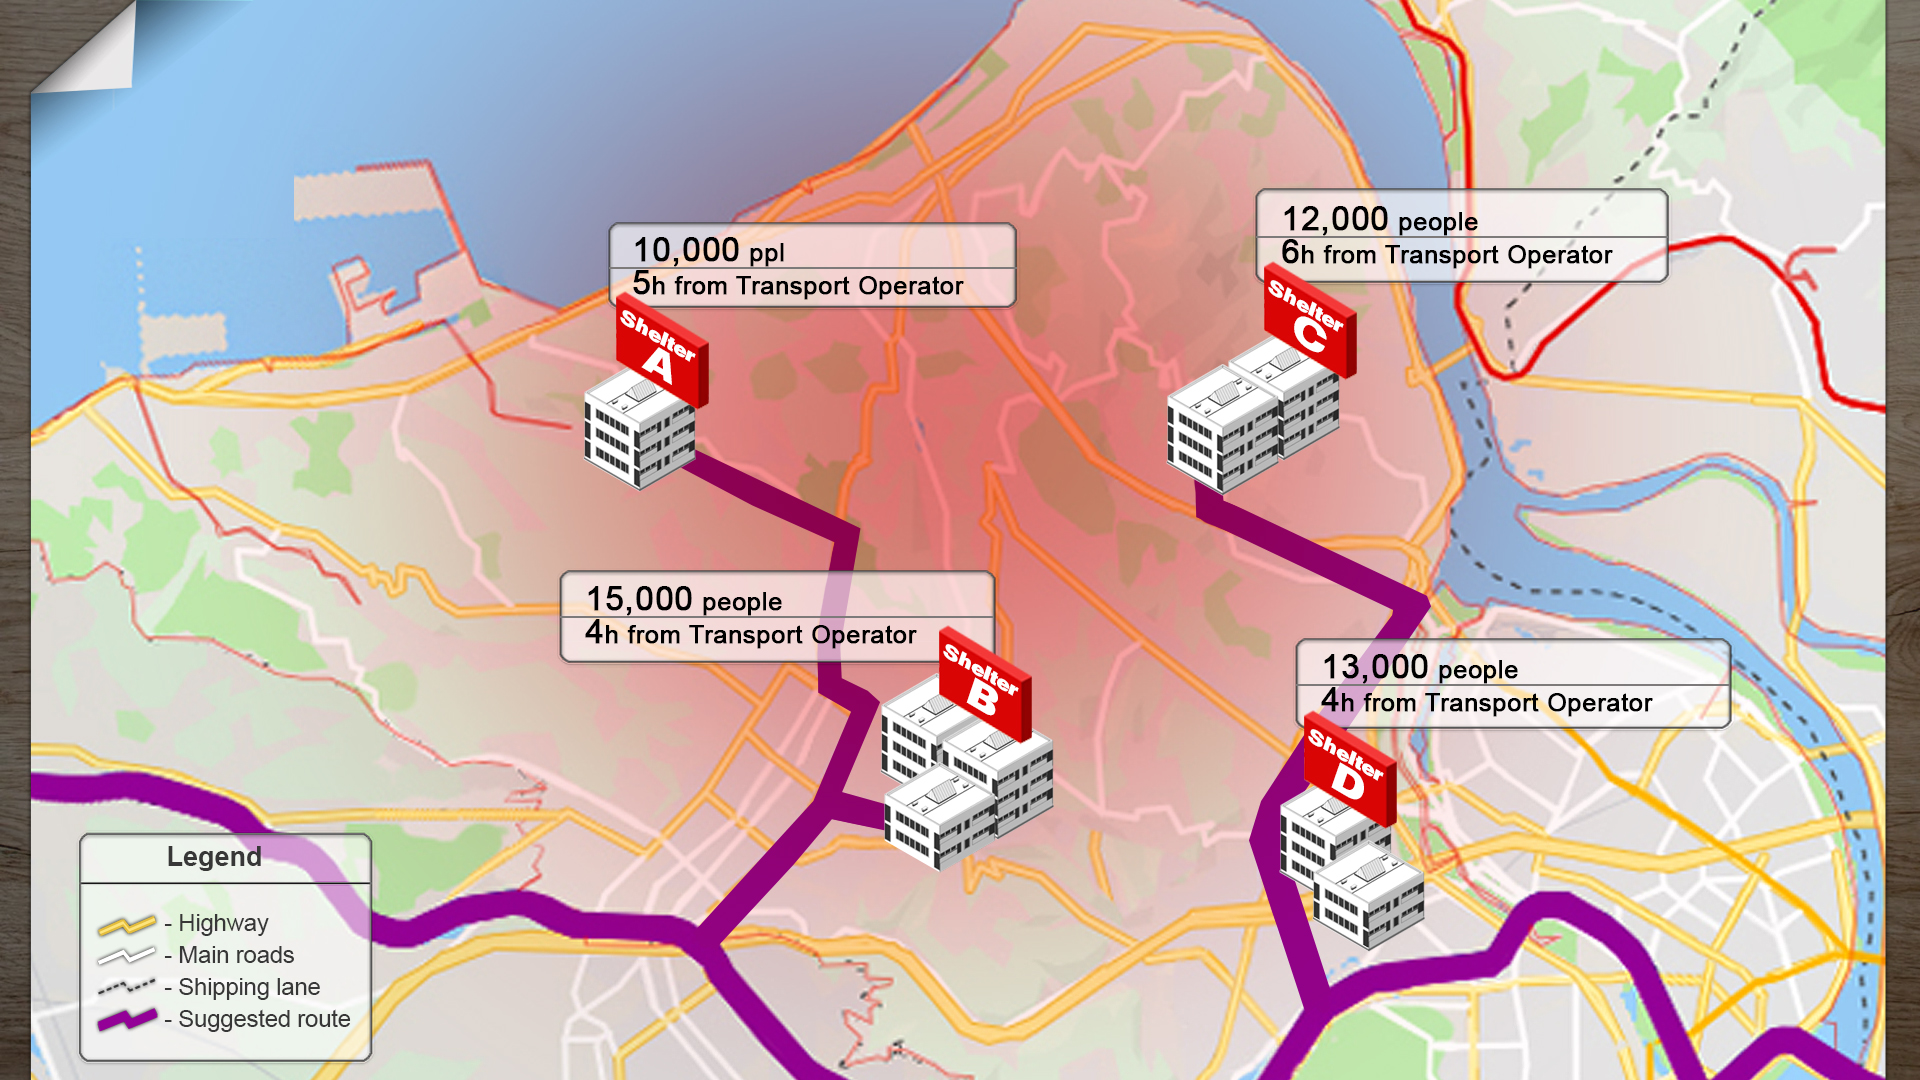 10,000 ppl
5h from Transport Operator
Shelter
A
12,000 people
6h from Transport Operator
Shelter
C
15,000 people
4h from Transport Operator
Shelter
B
13,000 people
4h from Transport Operator
Shelter
D
Legend
- Highway
- Main roads
- Shipping lane
- Suggested route